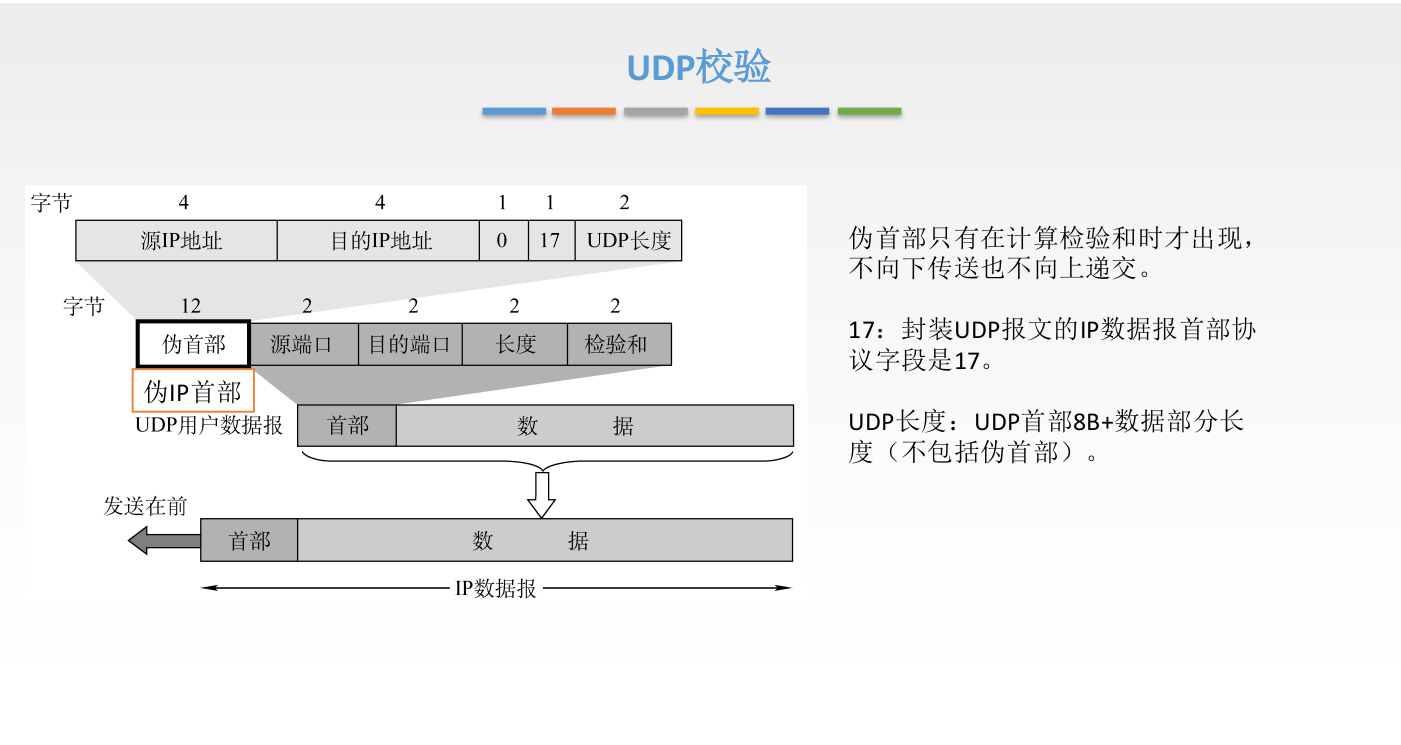 UDP校验
字节 4 4 1 1 2
源IP地址 目的IP地址 0 17 UDP长度
字节 12 2 2 2 2
伪首部 源端口 目的端口 长度 检验和
伪IP首部
UDP用户数据报 首部 数 据
发送在前
首部 数 据
IP数据报
伪首部只有在计算检验和时才出现，
不向下传送也不向上递交。
17：封装UDP报文的IP数据报首部协
议字段是17。
UDP长度：UDP首部8B+数据部分长
度（不包括伪首部）。